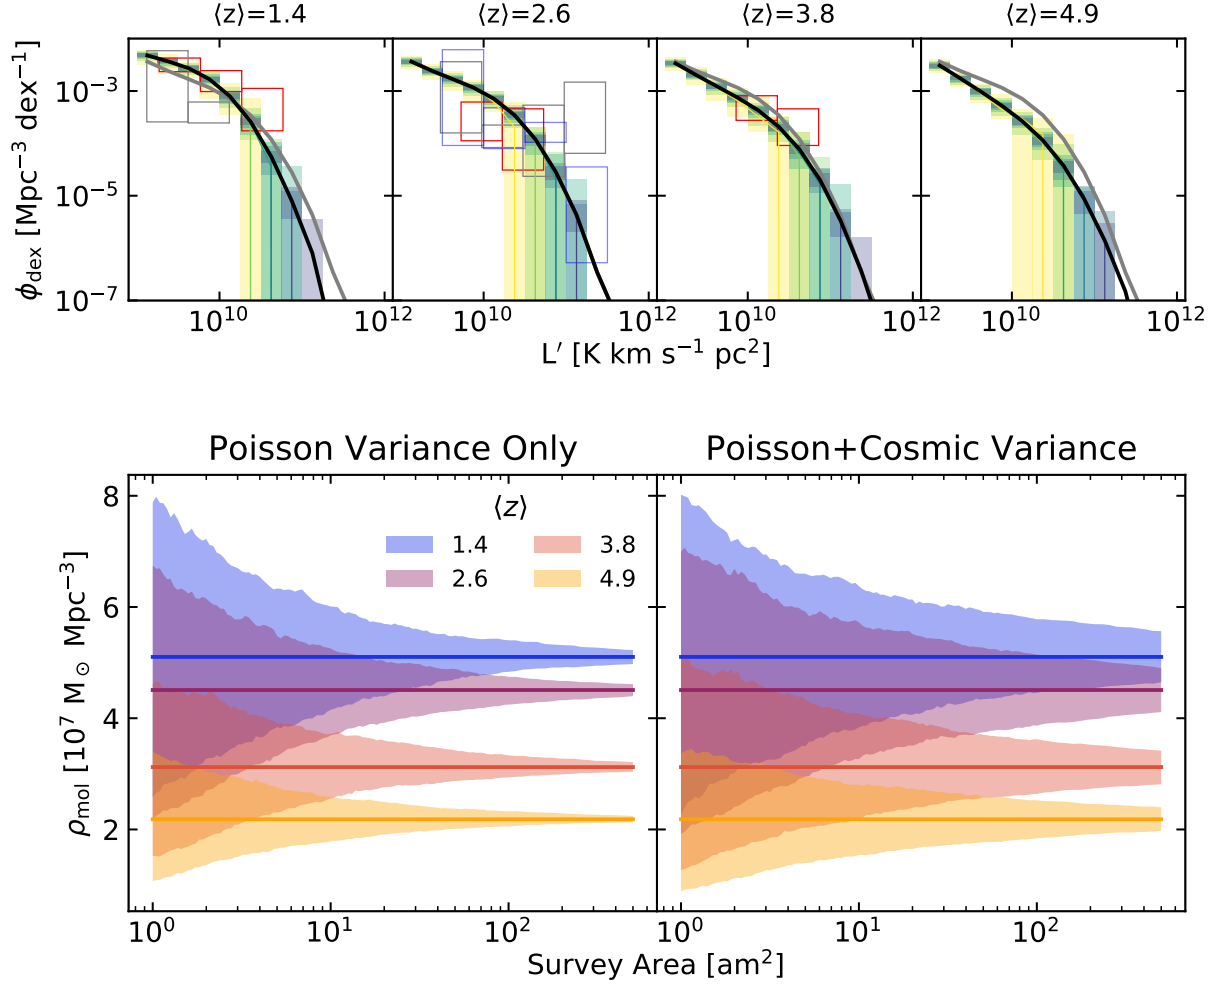 ⟨z⟩=1.4 ⟨z⟩=2.6 ⟨z⟩=3.8 ⟨z⟩=4.9
ϕ_dex [Mpc⁻³ dex⁻¹]
10⁻³
10⁻⁵
10⁻⁷
10¹⁰ 10¹² 10¹⁰ 10¹² 10¹⁰ 10¹² 10¹⁰ 10¹²
L′ [K km s⁻¹ pc²]
Poisson Variance Only Poisson+Cosmic Variance
ρ_mol [10⁷ M_⊙ Mpc⁻³]
8
6
4
2
⟨z⟩
1.4 3.8
2.6 4.9
10⁰ 10¹ 10² 10⁰ 10¹ 10²
Survey Area [am²]